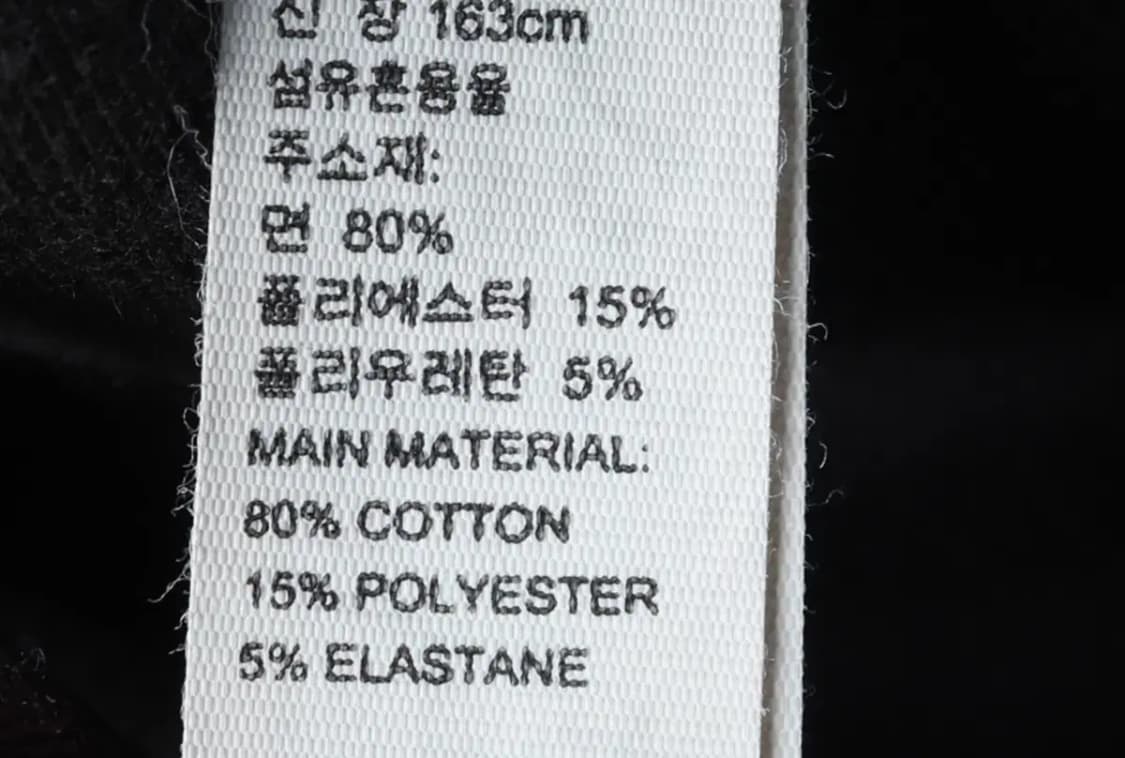 신 장 163cm
섬유혼용율
주소재:
면 80%
폴리에스터 15%
폴리우레탄 5%
MAIN MATERIAL:
80% COTTON
15% POLYESTER
5% ELASTANE